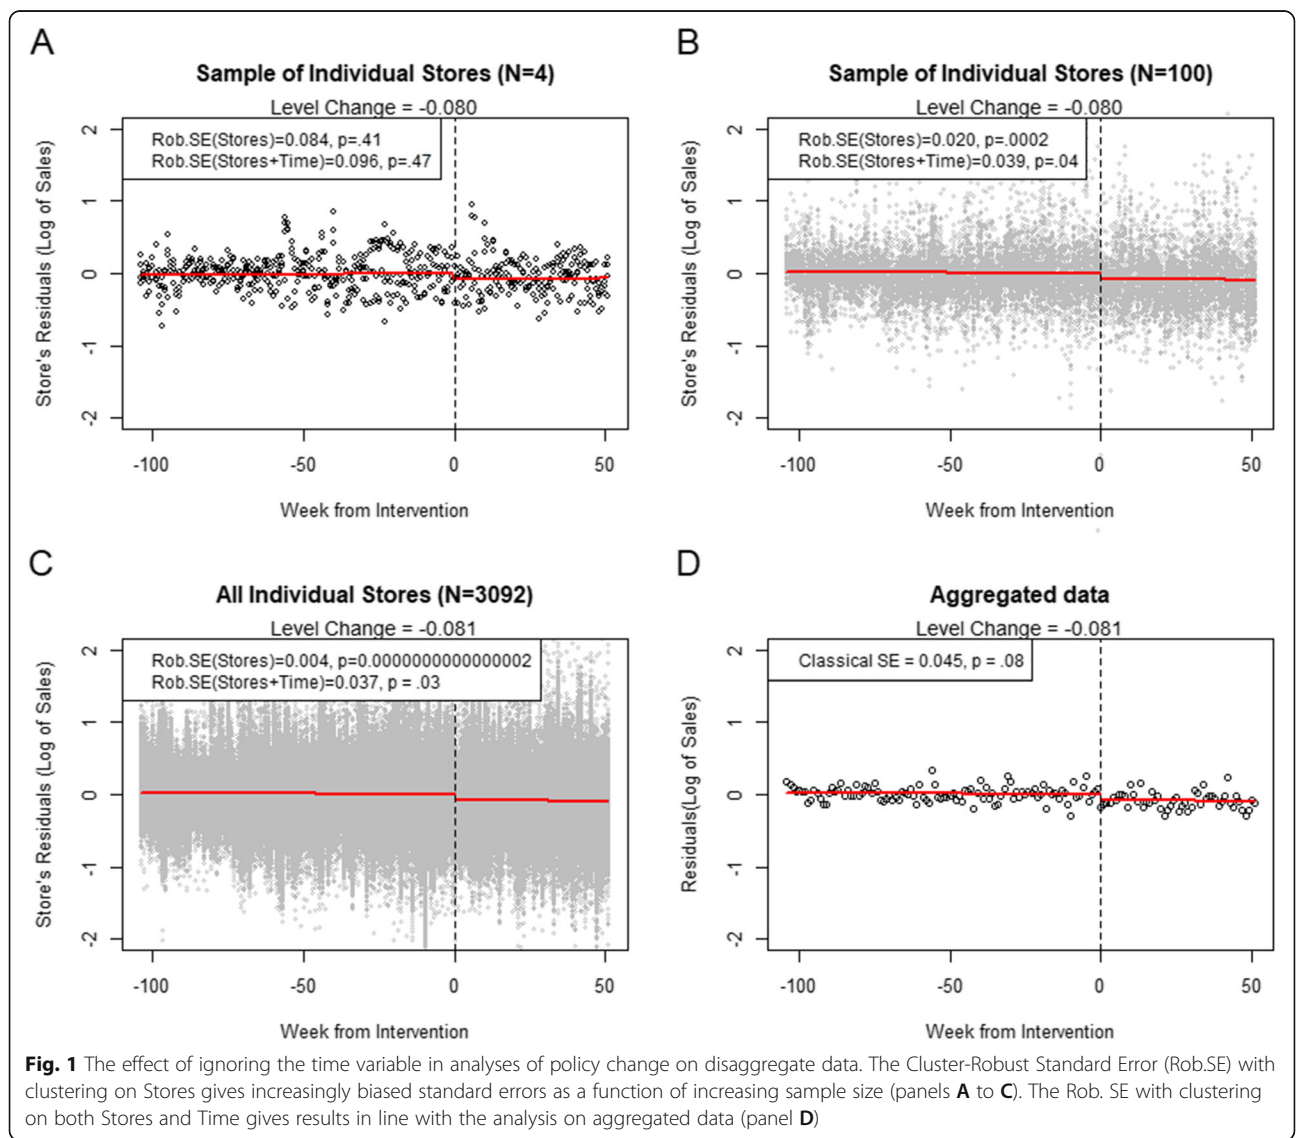 A
Sample of Individual Stores (N=4)
Level Change = -0.080
Rob.SE(Stores)=0.084, p=.41
Rob.SE(Stores+Time)=0.096, p=.47
Store's Residuals (Log of Sales)
2
1
0
-1
-2
-100 -50 0 50
Week from Intervention
B
Sample of Individual Stores (N=100)
Level Change = -0.080
Rob.SE(Stores)=0.020, p=.0002
Rob.SE(Stores+Time)=0.039, p=.04
Store's Residuals (Log of Sales)
2
1
0
-1
-2
-100 -50 0 50
Week from Intervention
C
All Individual Stores (N=3092)
Level Change = -0.081
Rob.SE(Stores)=0.004, p=0.0000000000000002
Rob.SE(Stores+Time)=0.037, p = .03
Store's Residuals (Log of Sales)
2
1
0
-1
-2
-100 -50 0 50
Week from Intervention
D
Aggregated data
Level Change = -0.081
Classical SE = 0.045, p = .08
Residuals(Log of Sales)
2
1
0
-1
-2
-100 -50 0 50
Week from Intervention
Fig. 1 The effect of ignoring the time variable in analyses of policy change on disaggregate data. The Cluster-Robust Standard Error (Rob.SE) with
clustering on Stores gives increasingly biased standard errors as a function of increasing sample size (panels A to C). The Rob. SE with clustering
on both Stores and Time gives results in line with the analysis on aggregated data (panel D)